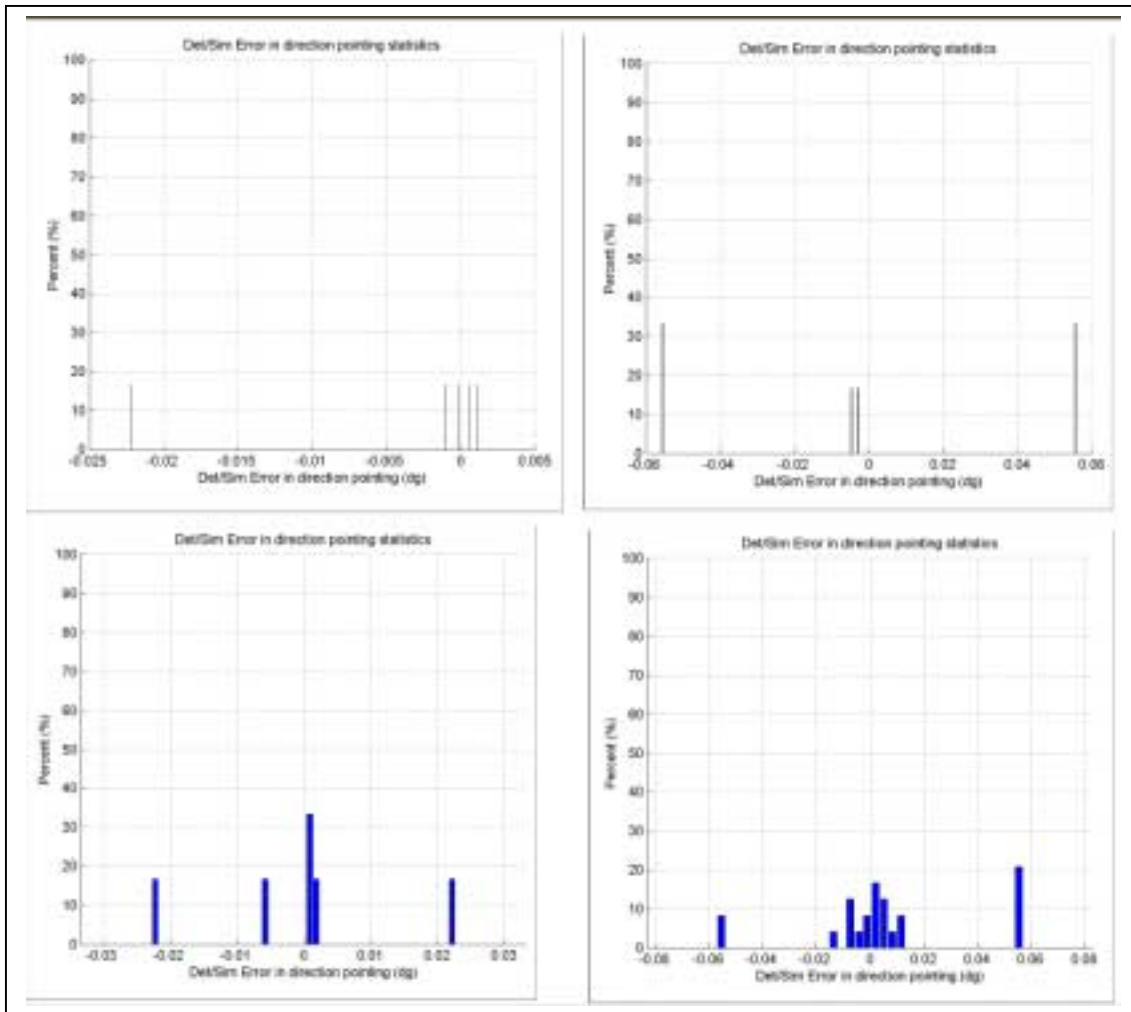 Det/Sim Error in direction pointing statistics
100
90
80
70
60
50
40
30
20
10
0
Percent (%)
-0.025 -0.02 -0.015 -0.01 -0.005 0 0.005
Det/Sim Error in direction pointing (dg)
Det/Sim Error in direction pointing statistics
100
90
80
70
60
50
40
30
20
10
0
Percent (%)
-0.06 -0.04 -0.02 0 0.02 0.04 0.06
Det/Sim Error in direction pointing (dg)
Det/Sim Error in direction pointing statistics
100
90
80
70
60
50
40
30
20
10
0
Percent (%)
-0.03 -0.02 -0.01 0 0.01 0.02 0.03
Det/Sim Error in direction pointing (dg)
Det/Sim Error in direction pointing statistics
100
90
80
70
60
50
40
30
20
10
0
Percent (%)
-0.08 -0.06 -0.04 -0.02 0 0.02 0.04 0.06 0.08
Det/Sim Error in direction pointing (dg)